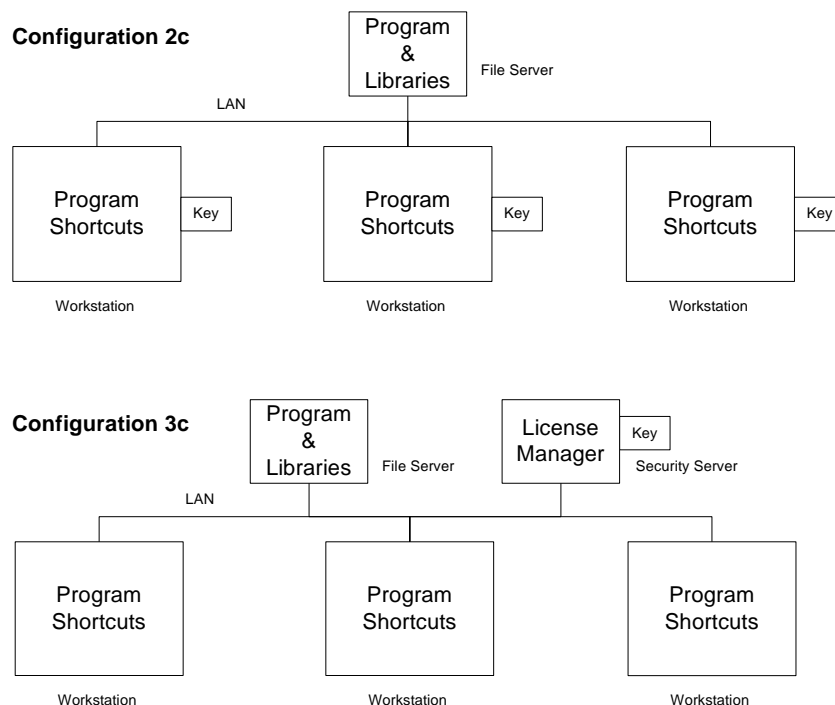 Configuration 2c
Program
&
Libraries
File Server
LAN
Program
Shortcuts
Key
Program
Shortcuts
Key
Program
Shortcuts
Key
Workstation
Workstation
Workstation
Configuration 3c
Program
&
Libraries
File Server
License
Manager
Key
Security Server
LAN
Program
Shortcuts
Program
Shortcuts
Program
Shortcuts
Workstation
Workstation
Workstation